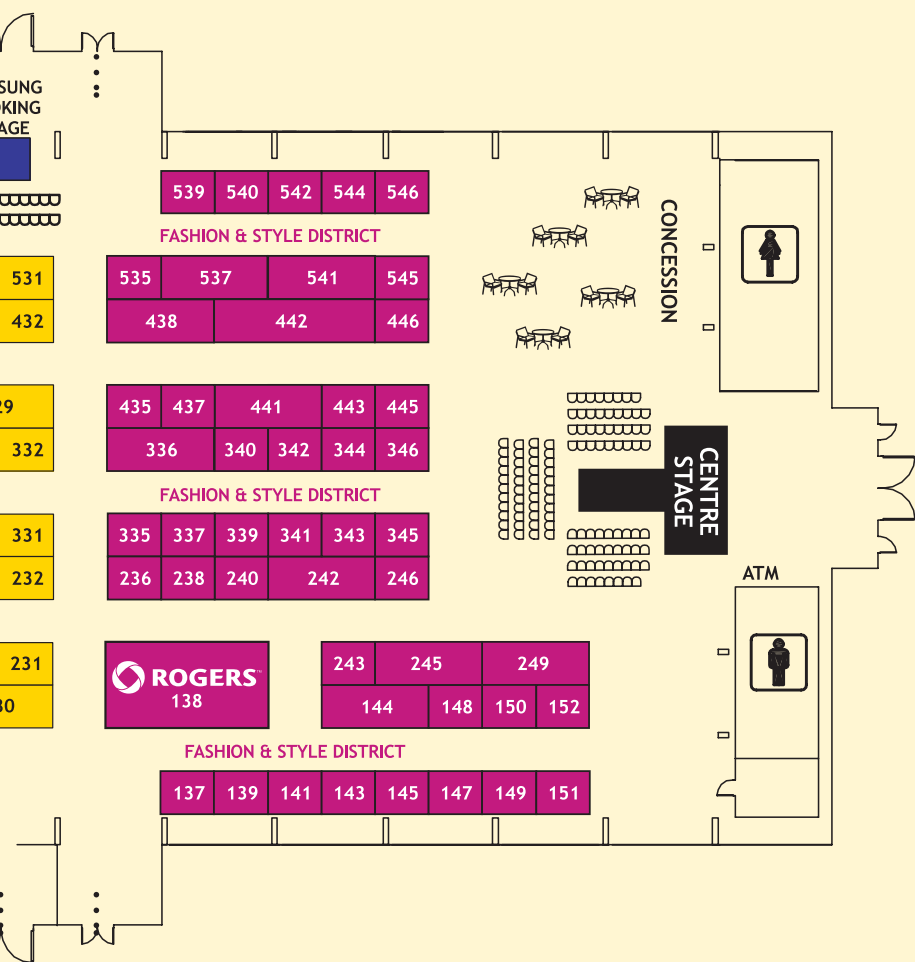 SUNG
KING
AGE
539 540 542 544 546
FASHION & STYLE DISTRICT
531 535 537 541 545
432 438 442 446
CONCESSION
29 435 437 441 443 445
332 336 340 342 344 346
FASHION & STYLE DISTRICT
CENTRE
STAGE
331 335 337 339 341 343 345
232 236 238 240 242 246
ATM
231 ROGERS 243 245 249
30 138 144 148 150 152
FASHION & STYLE DISTRICT
137 139 141 143 145 147 149 151